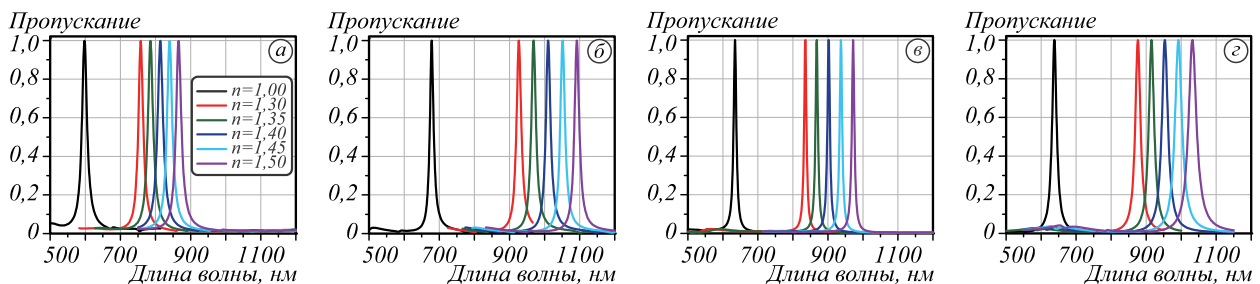 Пропускание
1,0
0,8
0,6
0,4
0,2
0
500 700 900 1100
Длина волны, нм
а
n=1,00
n=1,30
n=1,35
n=1,40
n=1,45
n=1,50
Пропускание
1,0
0,8
0,6
0,4
0,2
0
500 700 900 1100
Длина волны, нм
б
Пропускание
1,0
0,8
0,6
0,4
0,2
0
500 700 900 1100
Длина волны, нм
в
Пропускание
1,0
0,8
0,6
0,4
0,2
0
500 700 900 1100
Длина волны, нм
г